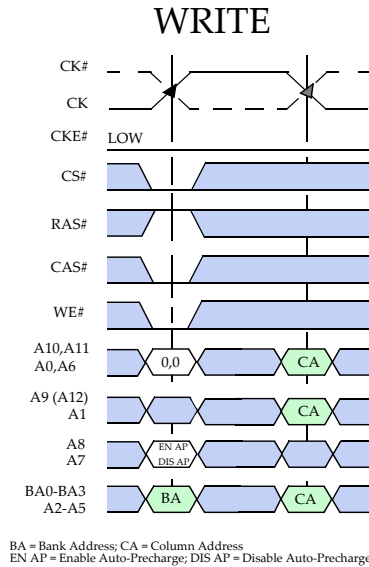 WRITE
CK#
CK
CKE# LOW
CS#
RAS#
CAS#
WE#
A10,A11
A0,A6 0,0 CA
A9 (A12)
A1 CA
A8 EN AP
A7 DIS AP
BA0-BA3
A2-A5 BA CA
BA = Bank Address; CA = Column Address
EN AP = Enable Auto-Precharge; DIS AP = Disable Auto-Precharge